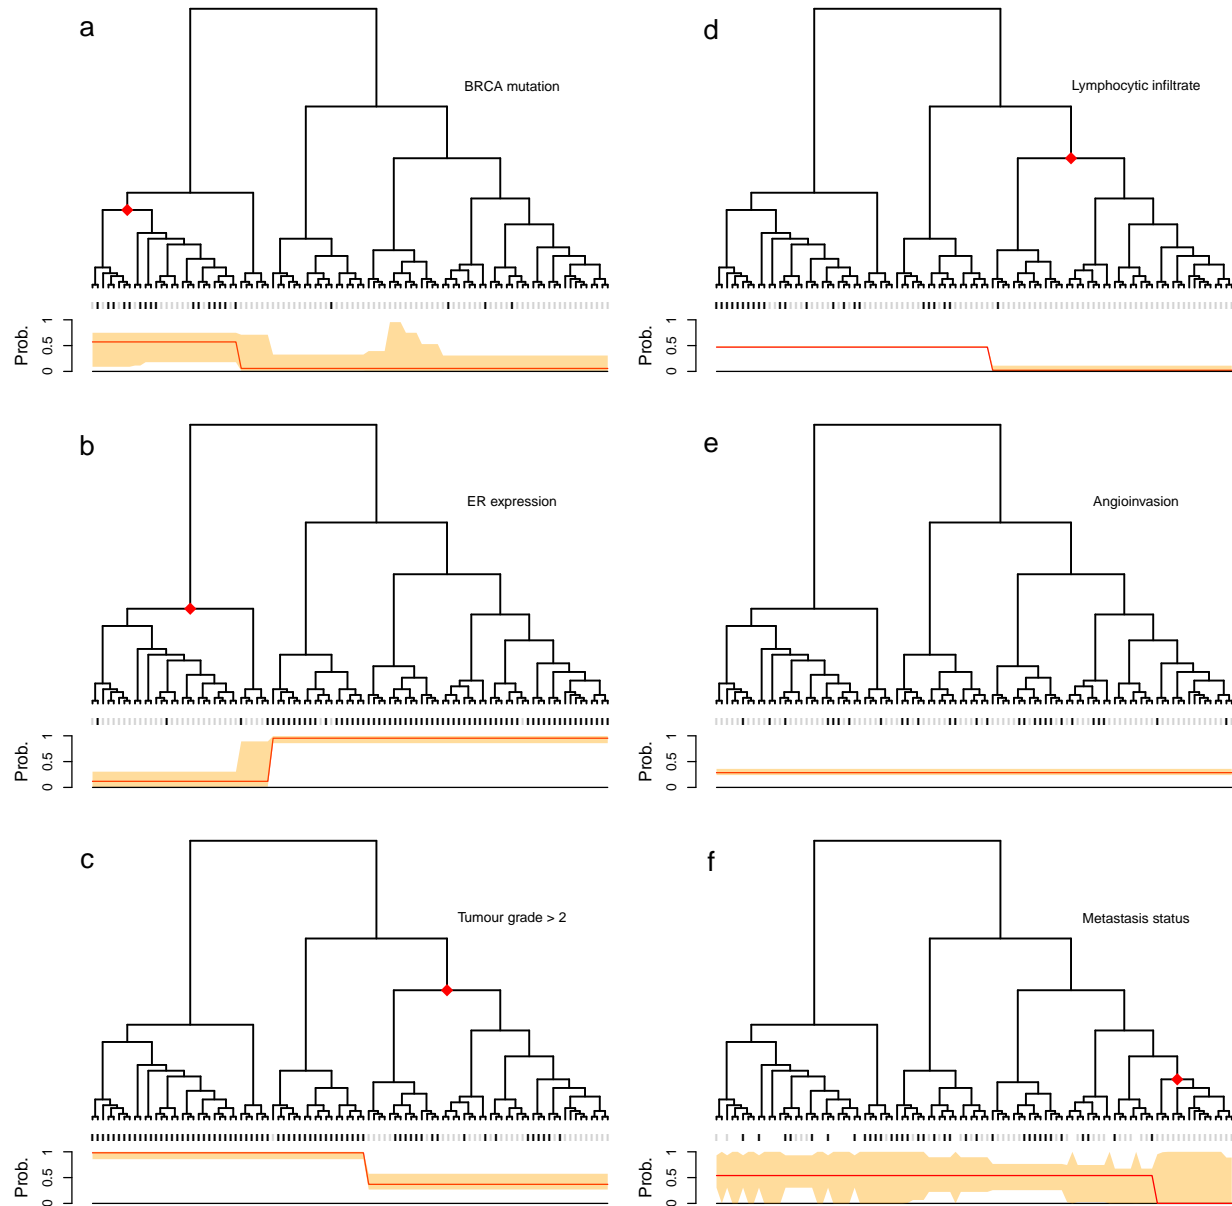 a
BRCA mutation
Prob.
0 0.5 1
d
Lymphocytic infiltrate
Prob.
0 0.5 1
b
ER expression
Prob.
0 0.5 1
e
Angioinvasion
Prob.
0 0.5 1
c
Tumour grade > 2
Prob.
0 0.5 1
f
Metastasis status
Prob.
0 0.5 1